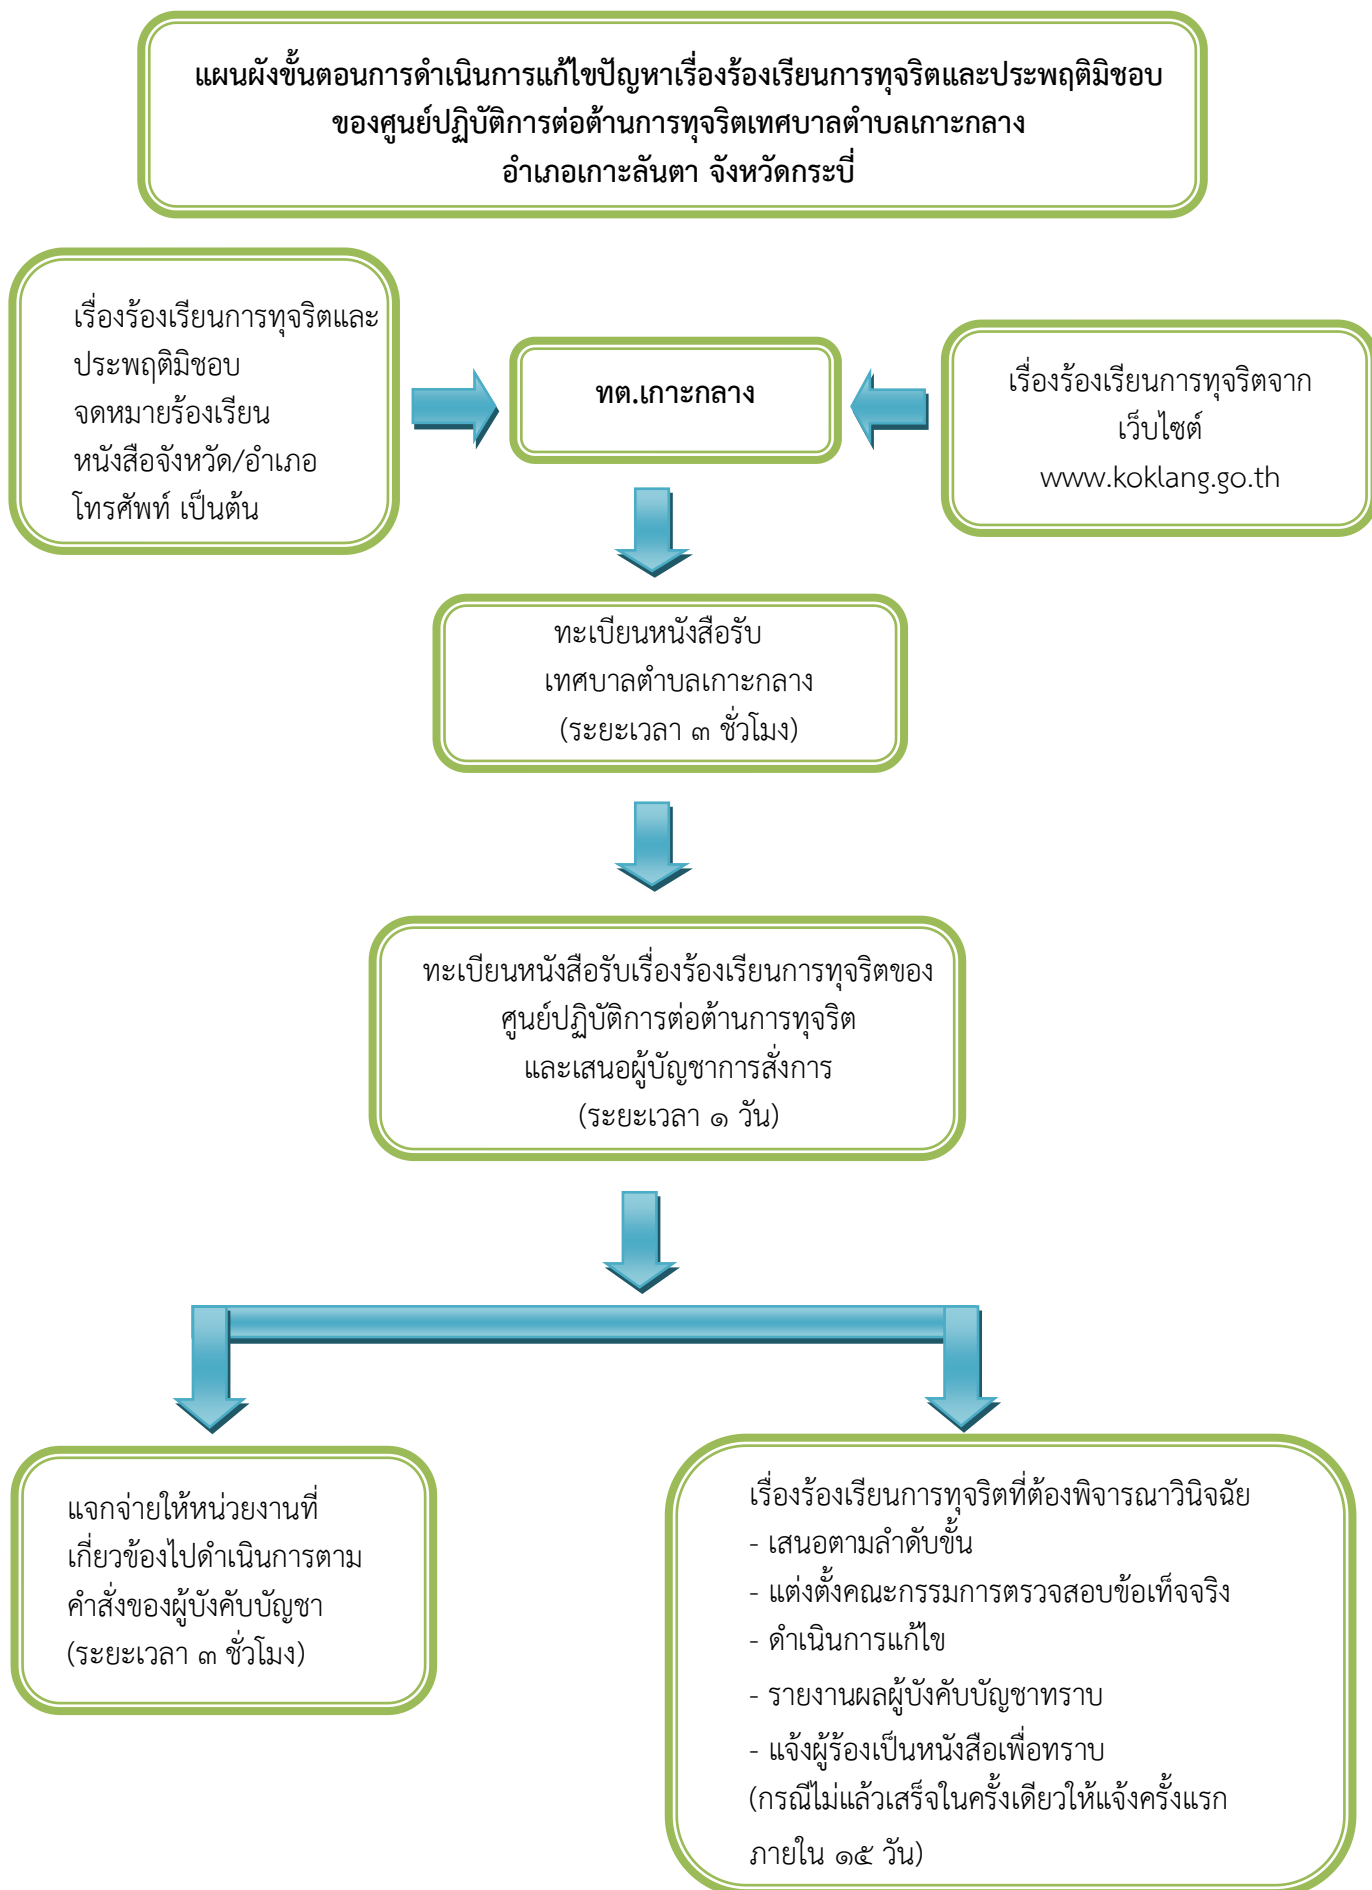 แผนผังขั้นตอนการดำเนินการแก้ไขปัญหาเรื่องร้องเรียนการทุจริตและประพฤติมิชอบ
ของศูนย์ปฏิบัติการต่อต้านการทุจริตเทศบาลตำบลเกาะกลาง
อำเภอเกาะลันตา จังหวัดกระบี่
เรื่องร้องเรียนการทุจริตและ
ประพฤติมิชอบ
จดหมายร้องเรียน
หนังสือจังหวัด/อำเภอ
โทรศัพท์ เป็นต้น
ทต.เกาะกลาง
เรื่องร้องเรียนการทุจริตจาก
เว็บไซต์
www.koklang.go.th
ทะเบียนหนังสือรับ
เทศบาลตำบลเกาะกลาง
(ระยะเวลา ๓ ชั่วโมง)
ทะเบียนหนังสือรับเรื่องร้องเรียนการทุจริตของ
ศูนย์ปฏิบัติการต่อต้านการทุจริต
และเสนอผู้บัญชาการสั่งการ
(ระยะเวลา ๑ วัน)
แจกจ่ายให้หน่วยงานที่
เกี่ยวข้องไปดำเนินการตาม
คำสั่งของผู้บังคับบัญชา
(ระยะเวลา ๓ ชั่วโมง)
เรื่องร้องเรียนการทุจริตที่ต้องพิจารณาวินิจฉัย
- เสนอตามลำดับขั้น
- แต่งตั้งคณะกรรมการตรวจสอบข้อเท็จจริง
- ดำเนินการแก้ไข
- รายงานผลผู้บังคับบัญชาทราบ
- แจ้งผู้ร้องเป็นหนังสือเพื่อทราบ
(กรณีไม่แล้วเสร็จในครั้งเดียวให้แจ้งครั้งแรก
ภายใน ๑๕ วัน)